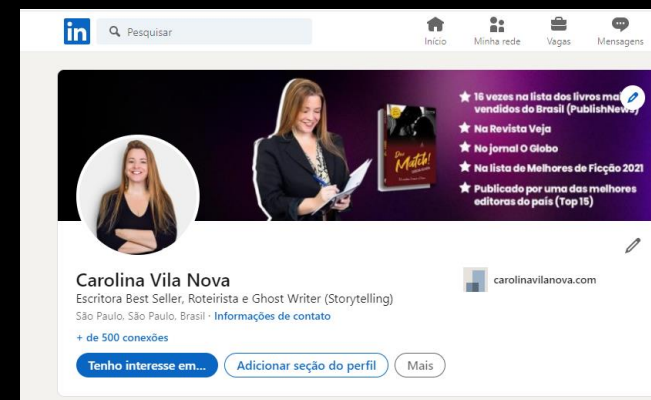 in
Pesquisar
Início
Minha rede
Vagas
Mensagens
16 vezes na lista dos livros
vendidos do Brasil (PublishNews)
Na Revista Veja
No jornal O Globo
Na lista de Melhores de Ficção 2021
Publicado por uma das melhores
editoras do país (Top 15)
Match!
Carolina Vila Nova
Escritora Best Seller, Roteirista e Ghost Writer (Storytelling)
São Paulo, São Paulo, Brasil · Informações de contato
+ de 500 conexões
carolinavilanova.com
Tenho interesse em...
Adicionar seção do perfil
Mais